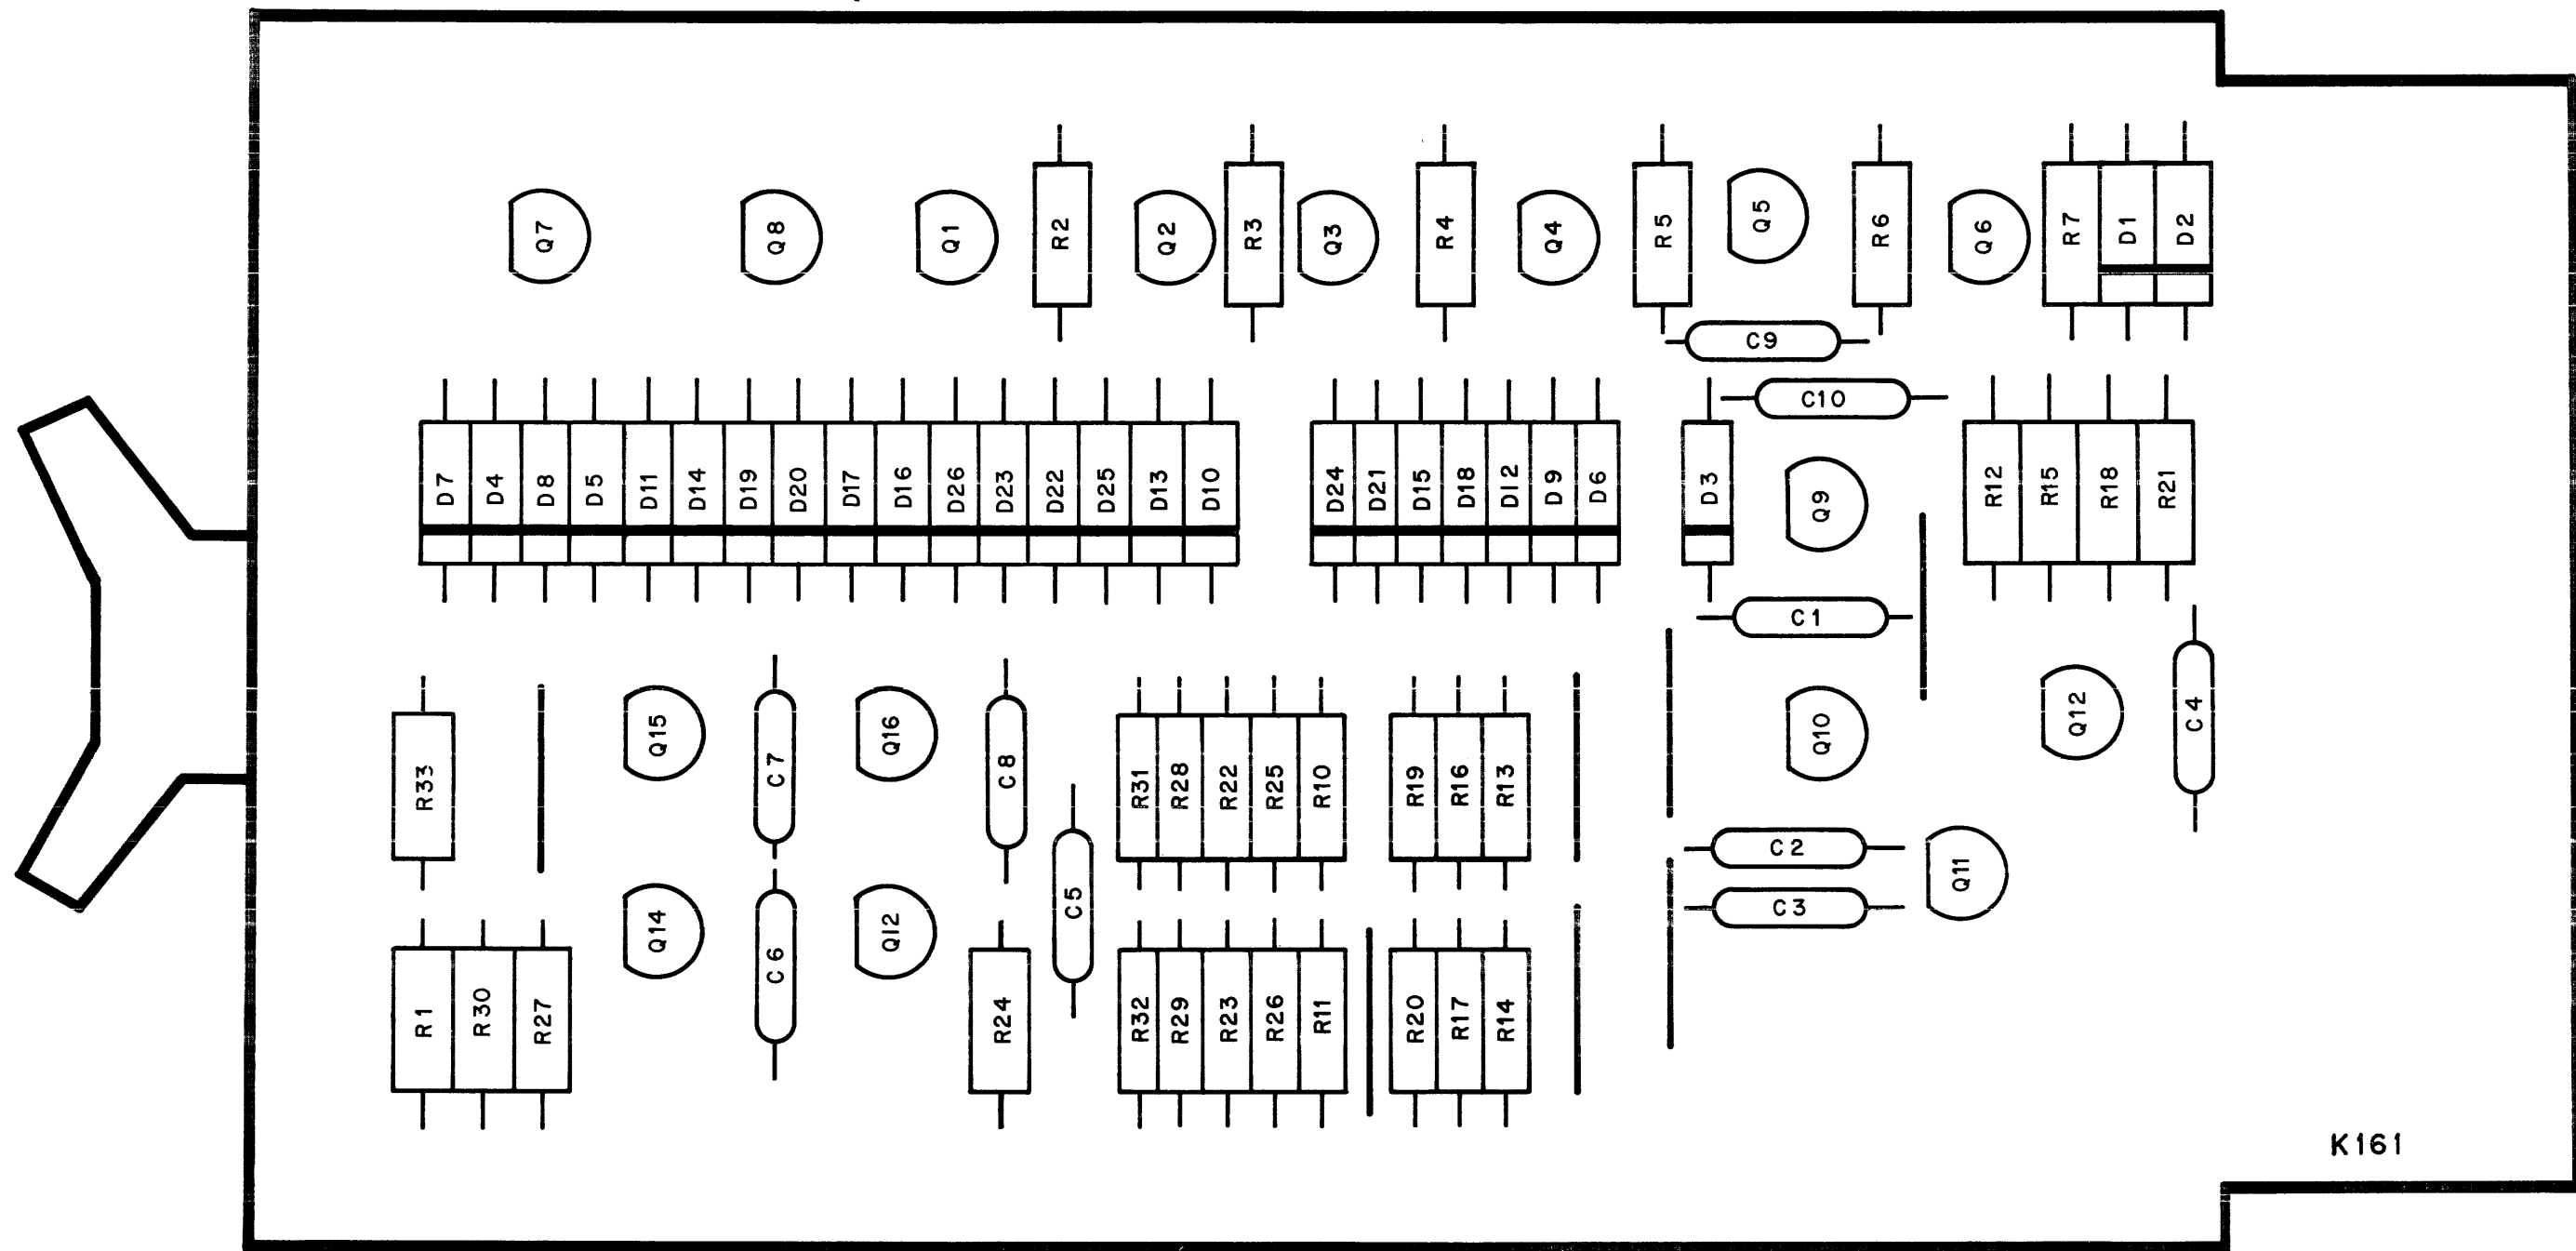 Q7 Q8 Q1 R2 Q2 R3 Q3 R4 Q4 R5 Q5 R6 Q6 R7 D1 D2
C9
C10
D7 D4 D8 D5 D11 D14 D19 D20 D17 D16 D26 D23 D22 D25 D13 D10 D24 D21 D15 D18 D12 D9 D6 D3 Q9 R12 R15 R18 R21
C1
R33 Q15 C7 Q16 C8 R31 R28 R22 R25 R10 R19 R16 R13 Q10 Q12 C4
C2
C3
Q11
R1 R30 R27 Q14 C6 Q12 R24 C5 R32 R29 R23 R26 R11 R20 R17 R14
K161